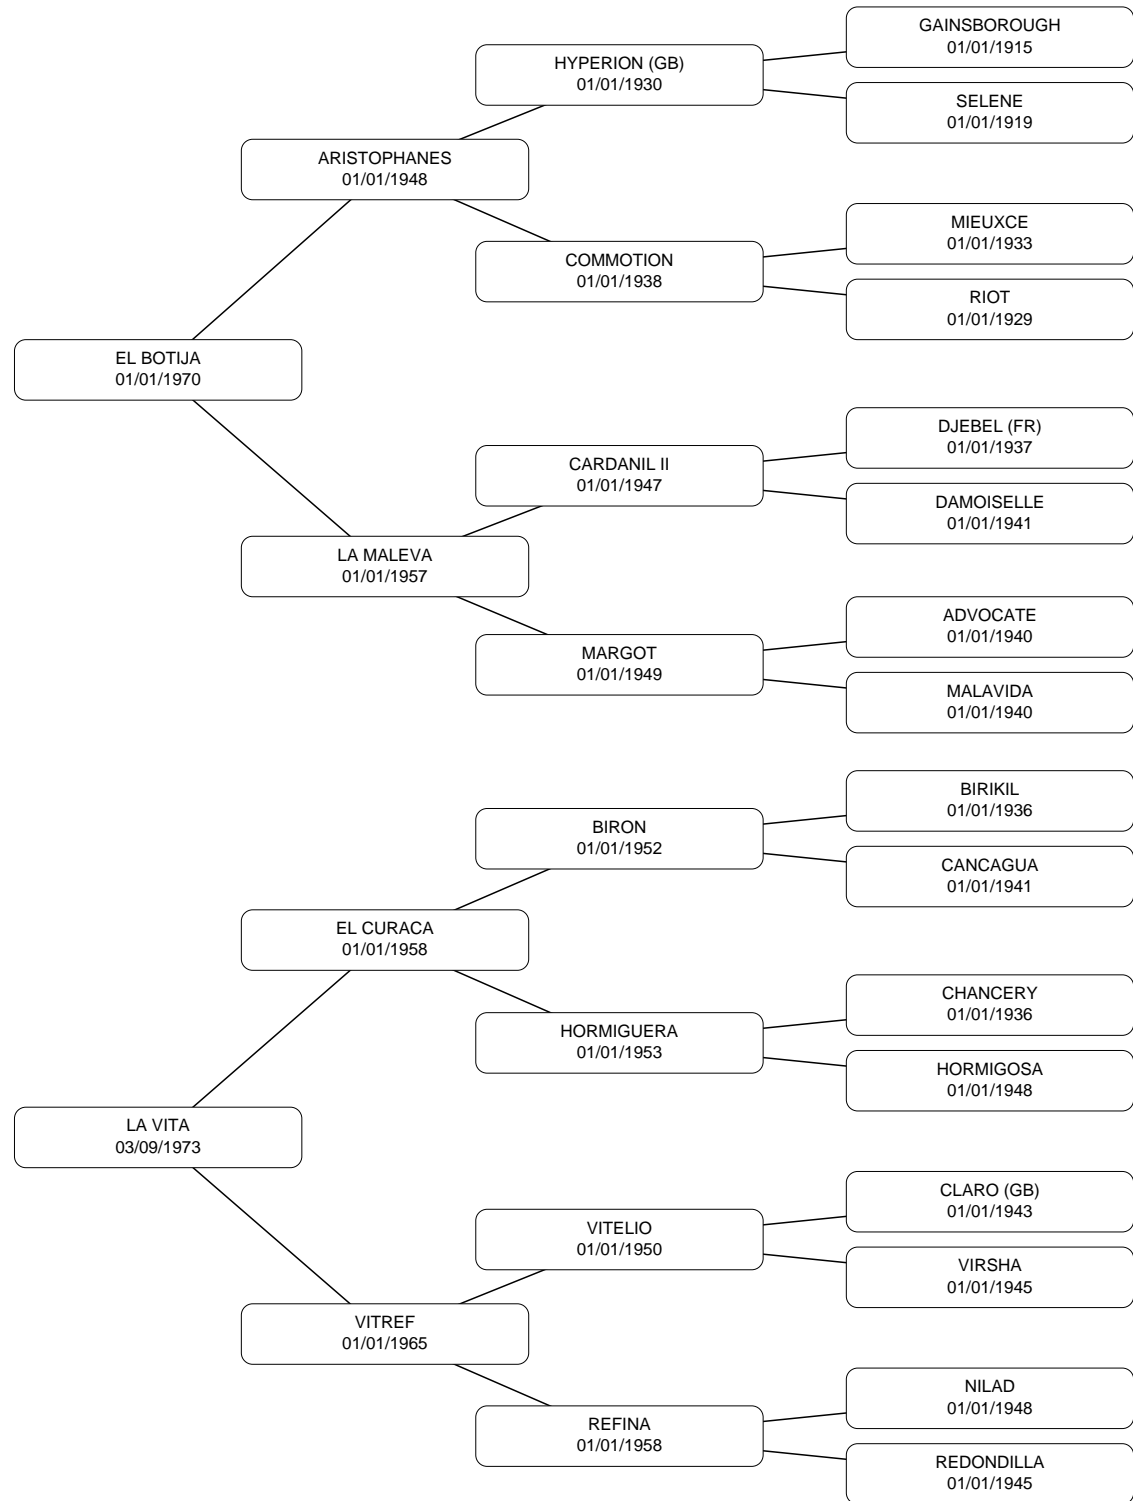 GAINSBOROUGH
01/01/1915
HYPERION (GB)
01/01/1930
SELENE
01/01/1919
ARISTOPHANES
01/01/1948
MIEUXCE
01/01/1933
COMMOTION
01/01/1938
RIOT
01/01/1929
EL BOTIJA
01/01/1970
DJEBEL (FR)
01/01/1937
CARDANIL II
01/01/1947
DAMOISELLE
01/01/1941
LA MALEVA
01/01/1957
ADVOCATE
01/01/1940
MARGOT
01/01/1949
MALAVIDA
01/01/1940
BIRIKIL
01/01/1936
BIRON
01/01/1952
CANCAGUA
01/01/1941
EL CURACA
01/01/1958
CHANCERY
01/01/1936
HORMIGUERA
01/01/1953
HORMIGOSA
01/01/1948
LA VITA
03/09/1973
CLARO (GB)
01/01/1943
VITELIO
01/01/1950
VIRSHA
01/01/1945
VITREF
01/01/1965
NILAD
01/01/1948
REFINA
01/01/1958
REDONDILLA
01/01/1945